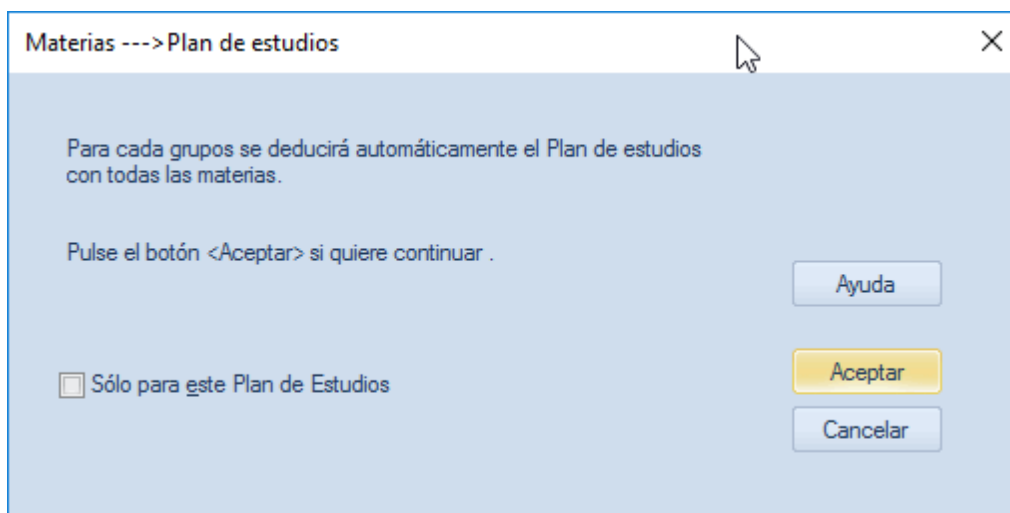 Materias --->Plan de estudios
Para cada grupos se deducirá automáticamente el Plan de estudios
con todas las materias.
Pulse el botón <Aceptar> si quiere continuar .
Ayuda
Sólo para este Plan de Estudios
Aceptar
Cancelar